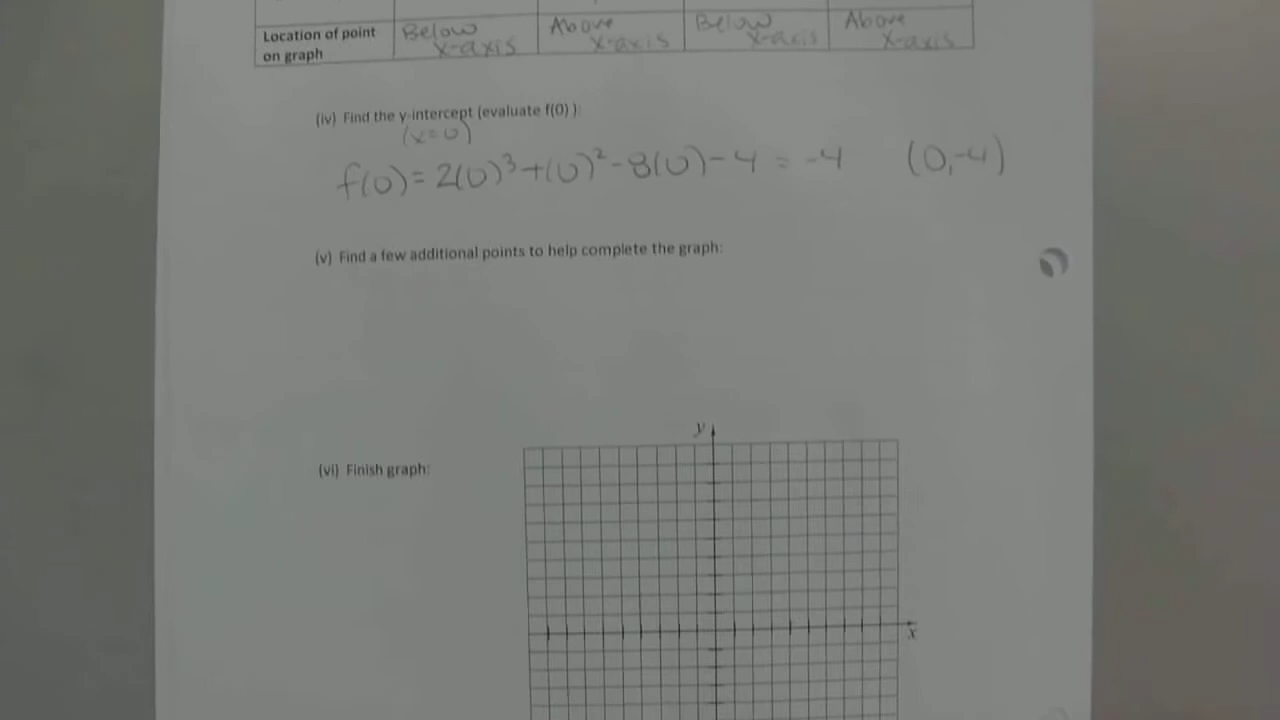 Location of point on graph Below x-axis Above x-axis Below x-axis Above x-axis
(iv) Find the y-intercept (evaluate f(0) ):
(x=0)
f(0) = 2(0)³+(0)²-8(0)-4 = -4 (0,-4)
(v) Find a few additional points to help complete the graph:
y
(vi) Finish graph:
x